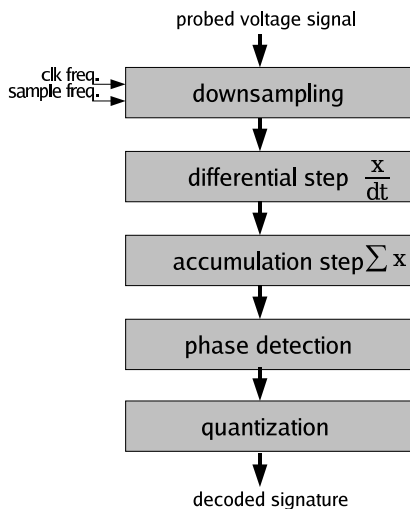 probed voltage signal
clk freq.
sample freq.
downsampling
differential step x/dt
accumulation step ∑ x
phase detection
quantization
decoded signature